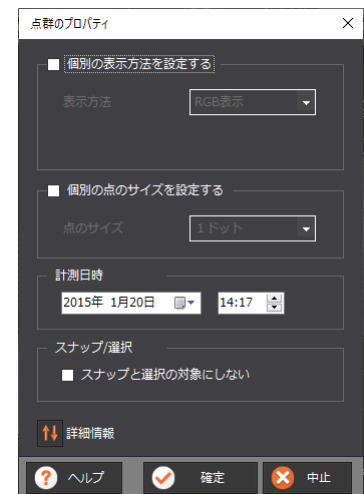 点群のプロパティ
個別の表示方法を設定する
表示方法 RGB表示
個別の点のサイズを設定する
点のサイズ 1ドット
計測日時
2015年 1月20日 14:17
スナップ/選択
スナップと選択の対象にしない
詳細情報
ヘルプ 確定 中止